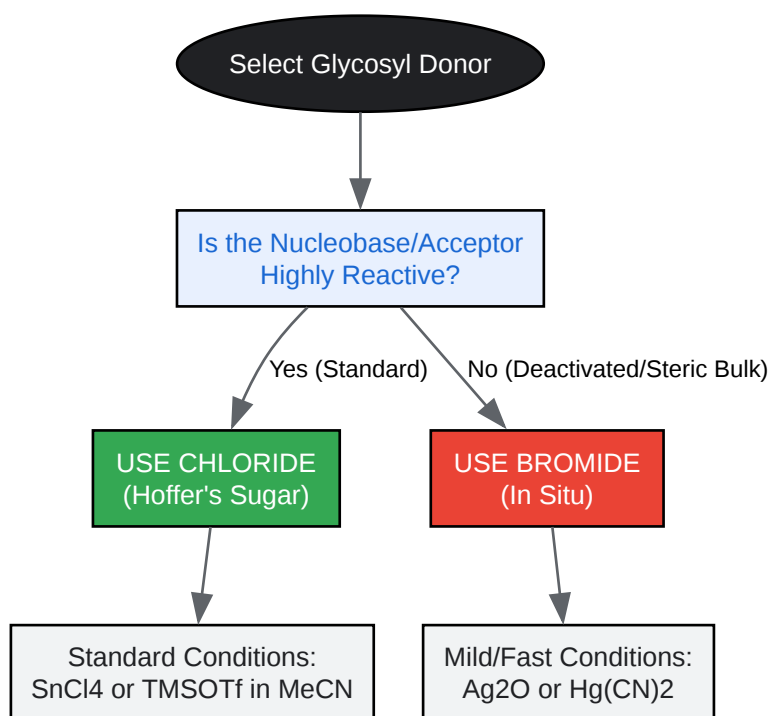 Select Glycosyl Donor
Is the Nucleobase/Acceptor
Highly Reactive?
Yes (Standard)
No (Deactivated/Steric Bulk)
USE CHLORIDE
(Hoffer's Sugar)
USE BROMIDE
(In Situ)
Standard Conditions:
SnCl4 or TMSOTf in MeCN
Mild/Fast Conditions:
Ag2O or Hg(CN)2